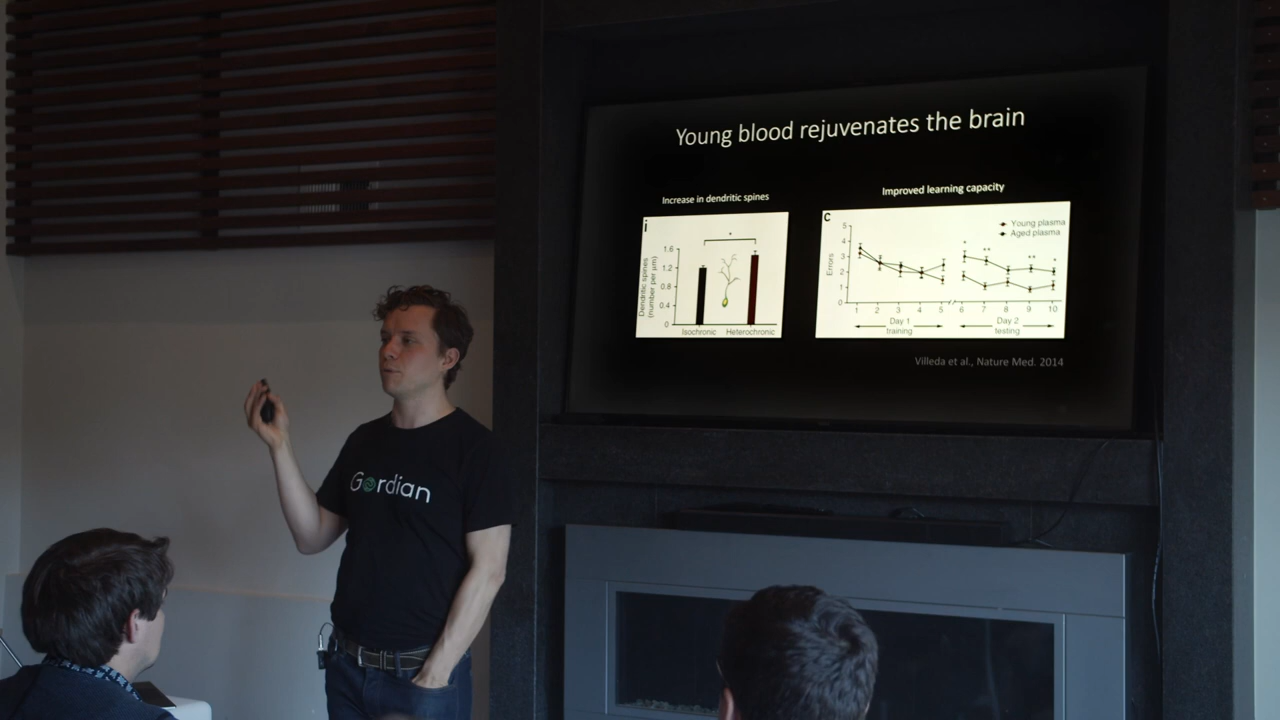 Young blood rejuvenates the brain
Increase in dendritic spines
Improved learning capacity
i
*
1.6
1.2
0.8
0.4
0
Dendritic spines
(number per µm)
Isochronic
Heterochronic
c
Young plasma
Aged plasma
Errors
5
4
3
2
1
0
* ** ** *
1 2 3 4 5 6 7 8 9 10
Day 1
training
Day 2
testing
Villeda et al., Nature Med. 2014
Gordian